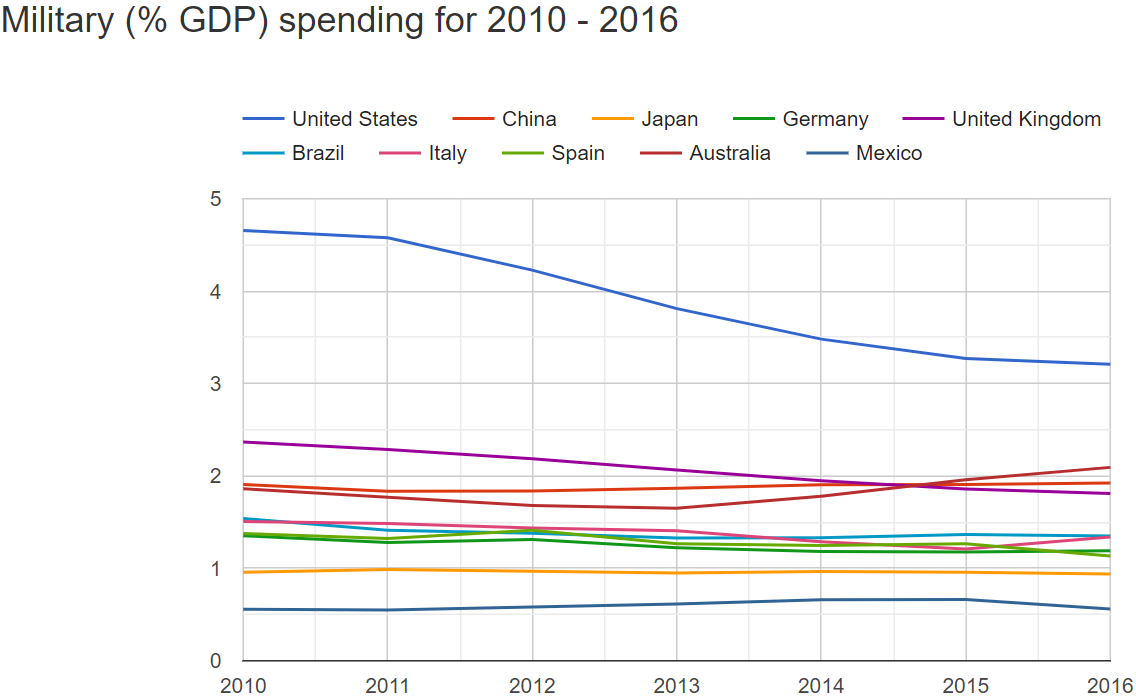 Military (% GDP) spending for 2010 - 2016
United States China Japan Germany United Kingdom
Brazil Italy Spain Australia Mexico
5
4
3
2
1
0
2010 2011 2012 2013 2014 2015 2016